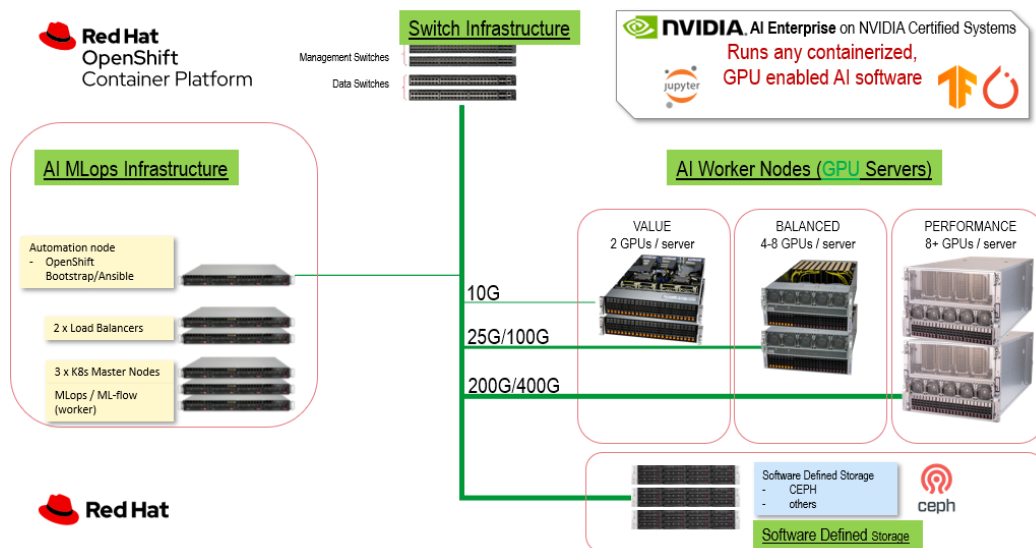 Red Hat
OpenShift
Container Platform
Switch Infrastructure
Management Switches
Data Switches
NVIDIA. AI Enterprise on NVIDIA Certified Systems
Runs any containerized,
GPU enabled AI software
jupyter
AI MLops Infrastructure
Automation node
- OpenShift
Bootstrap/Ansible
2 x Load Balancers
3 x K8s Master Nodes
MLops / ML-flow
(worker)
AI Worker Nodes (GPU Servers)
VALUE
2 GPUs / server
BALANCED
4-8 GPUs / server
PERFORMANCE
8+ GPUs / server
10G
25G/100G
200G/400G
Software Defined Storage
- CEPH
- others
ceph
Software Defined Storage
Red Hat